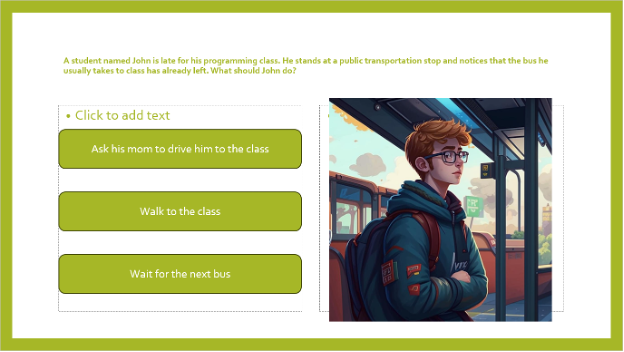 A student named John is late for his programming class. He stands at a public transportation stop and notices that the bus he
usually takes to class has already left. What should John do?
• Click to add text
Ask his mom to drive him to the class
Walk to the class
Wait for the next bus